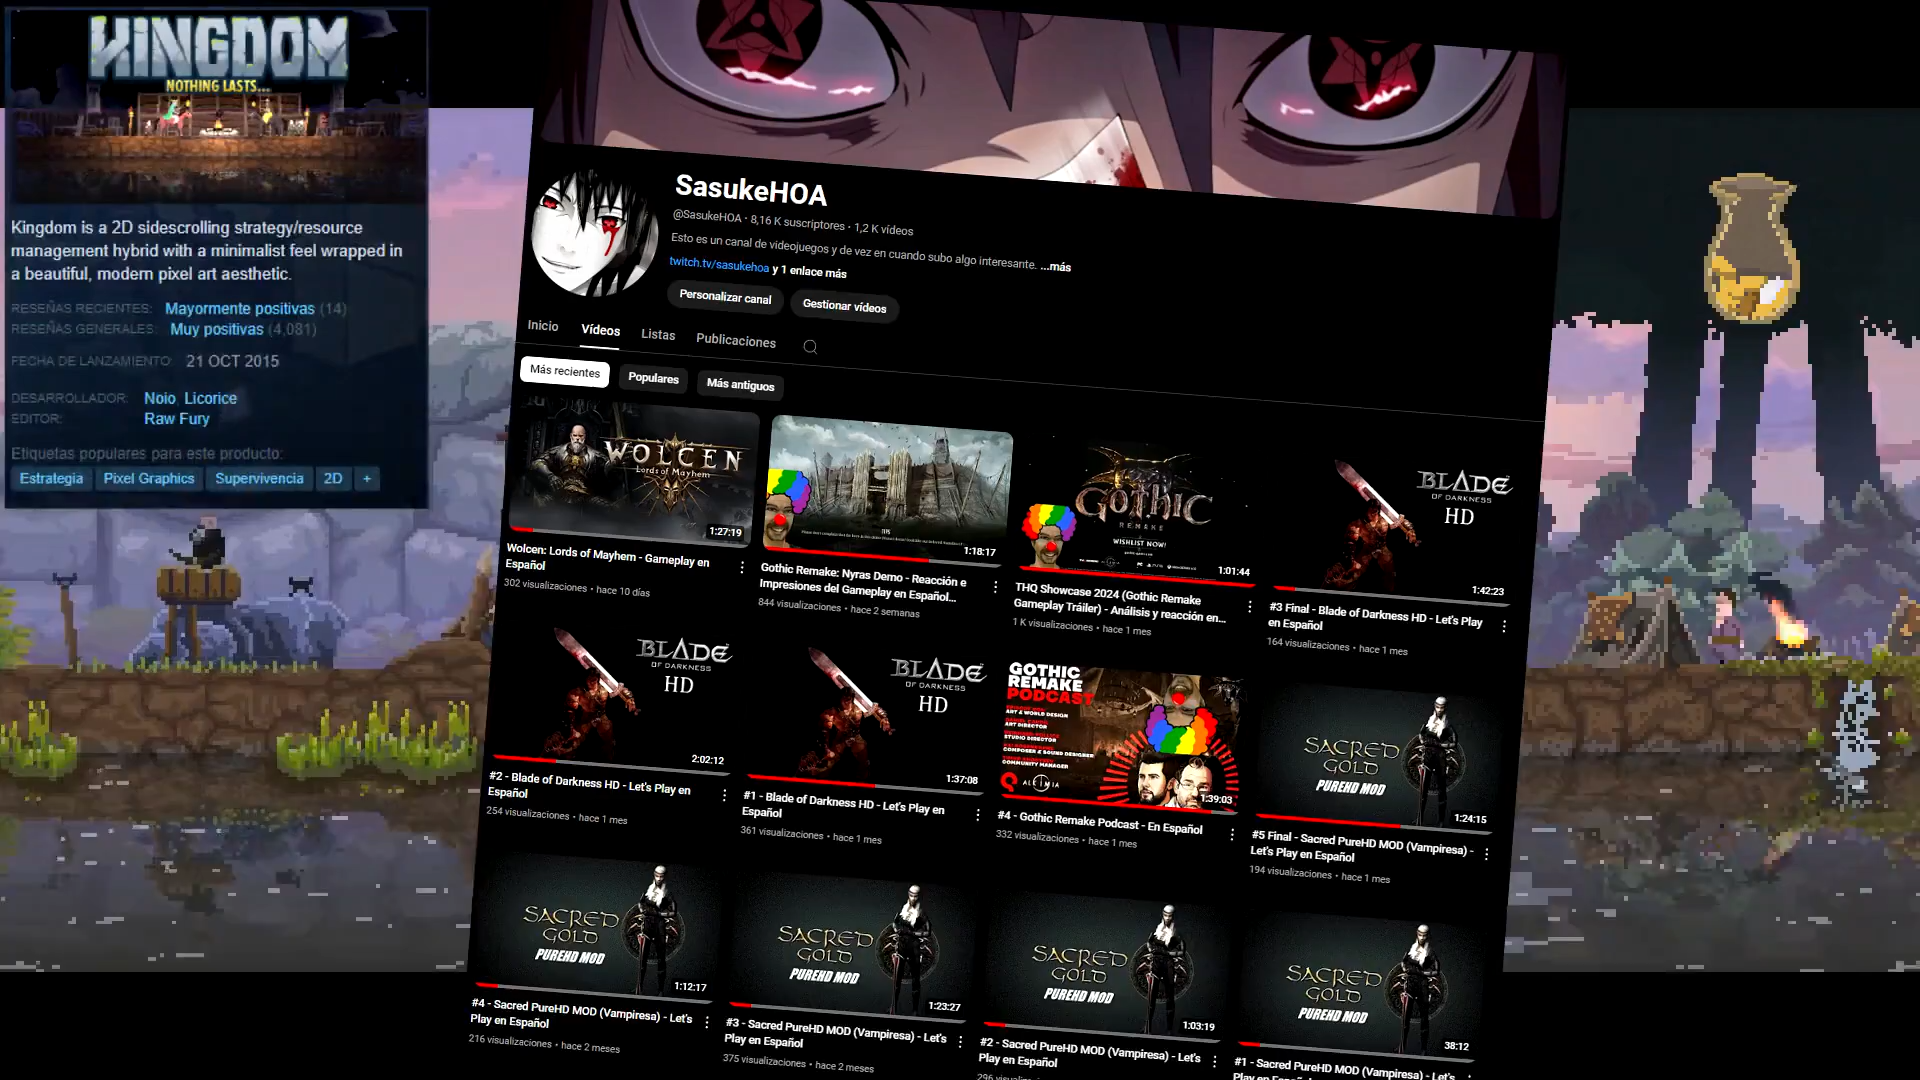 KINGDOM
NOTHING LASTS...
Kingdom is a 2D sidescrolling strategy/resource
management hybrid with a minimalist feel wrapped in
a beautiful, modern pixel art aesthetic.
RESEÑAS RECIENTES: Mayormente positivas (14)
RESEÑAS GENERALES: Muy positivas (4,081)
FECHA DE LANZAMIENTO: 21 OCT 2015
DESARROLLADOR: Noio, Licorice
EDITOR: Raw Fury
Etiquetas populares para este producto:
Estrategia Pixel Graphics Supervivencia 2D +
SasukeHOA
@SasukeHOA · 8,16 K suscriptores · 1,2 K vídeos
Esto es un canal de videojuegos y de vez en cuando subo algo interesante. ...más
twitch.tv/sasukehoa y 1 enlace más
Personalizar canal Gestionar vídeos
Inicio Vídeos Listas Publicaciones
Más recientes Populares Más antiguos
WOLCEN
Lords of Mayhem
1:27:19
Wolcen: Lords of Mayhem - Gameplay en
Español
302 visualizaciones · hace 10 días
1:18:17
Gothic Remake: Nyras Demo - Reacción e
Impresiones del Gameplay en Español...
844 visualizaciones · hace 2 semanas
GOTHIC
REMAKE
WISHLIST NOW!
1:01:44
THQ Showcase 2024 (Gothic Remake
Gameplay Tráiler) - Análisis y reacción en...
1 K visualizaciones · hace 1 mes
BLADE
OF DARKNESS
HD
1:42:23
#3 Final - Blade of Darkness HD - Let's Play
en Español
164 visualizaciones · hace 1 mes
BLADE
OF DARKNESS
HD
2:02:12
#2 - Blade of Darkness HD - Let's Play en
Español
254 visualizaciones · hace 1 mes
BLADE
OF DARKNESS
HD
1:37:08
#1 - Blade of Darkness HD - Let's Play en
Español
361 visualizaciones · hace 1 mes
GOTHIC
REMAKE
PODCAST
ART & WORLD DESIGN
ART DIRECTOR
STUDIO DIRECTOR
COMPOSER & SOUND DESIGNER
COMMUNITY MANAGER
ALKIMIA
1:39:03
#4 - Gothic Remake Podcast - En Español
332 visualizaciones · hace 1 mes
SACRED
GOLD
PUREHD MOD
1:24:15
#5 Final - Sacred PureHD MOD (Vampiresa) -
Let's Play en Español
194 visualizaciones · hace 1 mes
SACRED
GOLD
PUREHD MOD
1:12:17
#4 - Sacred PureHD MOD (Vampiresa) - Let's
Play en Español
216 visualizaciones · hace 2 meses
SACRED
GOLD
PUREHD MOD
1:23:27
#3 - Sacred PureHD MOD (Vampiresa) - Let's
Play en Español
375 visualizaciones · hace 2 meses
SACRED
GOLD
PUREHD MOD
1:03:19
#2 - Sacred PureHD MOD (Vampiresa) - Let's
Play en Español
SACRED
GOLD
PUREHD MOD
38:12
#1 - Sacred PureHD MOD (Vampiresa) - Let's
Play en Español